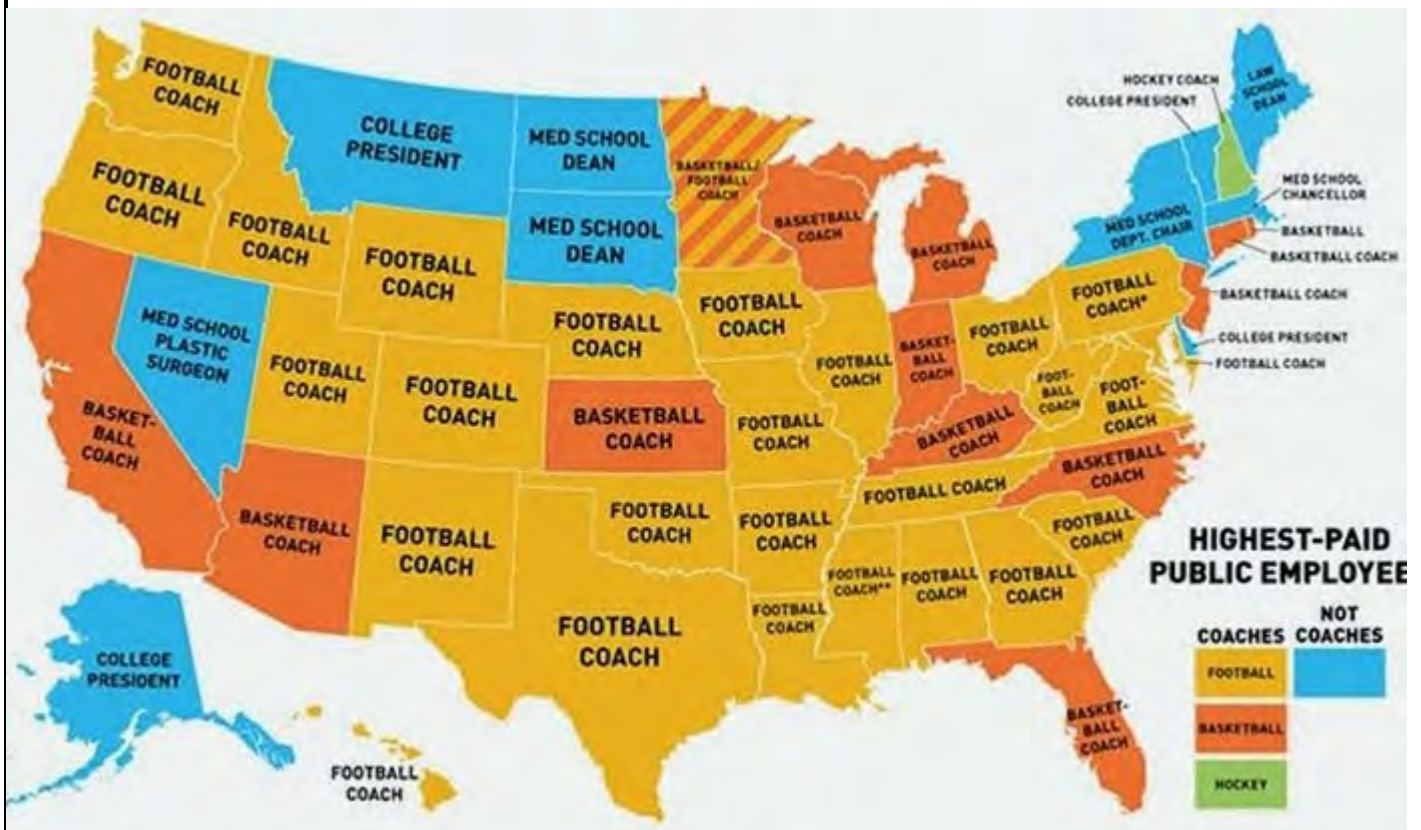 FOOTBALL
COACH
FOOTBALL
COACH
FOOTBALL
COACH
COLLEGE
PRESIDENT
MED SCHOOL
DEAN
MED SCHOOL
DEAN
BASKETBALL/
FOOTBALL
COACH
BASKETBALL
COACH
BASKETBALL
COACH
HOCKEY COACH
COLLEGE PRESIDENT
LAW
SCHOOL
DEAN
MED SCHOOL
DEPT. CHAIR
MED SCHOOL
CHANCELLOR
BASKETBALL
BASKETBALL COACH
BASKETBALL COACH
COLLEGE PRESIDENT
FOOTBALL COACH
FOOTBALL
COACH
BASKET-
BALL
COACH
MED SCHOOL
PLASTIC
SURGEON
FOOTBALL
COACH
FOOTBALL
COACH
FOOTBALL
COACH
BASKETBALL
COACH
FOOTBALL
COACH
FOOTBALL
COACH
FOOTBALL
COACH
BASKET-
BALL
COACH
FOOTBALL
COACH
FOOTBALL
COACH*
FOOT-
BALL
COACH
FOOT-
BALL
COACH
BASKETBALL
COACH
BASKETBALL
COACH
BASKETBALL
COACH
FOOTBALL
COACH
FOOTBALL
COACH
FOOTBALL
COACH
FOOTBALL COACH
FOOTBALL
COACH
FOOTBALL
COACH
FOOTBALL
COACH
FOOTBALL
COACH**
FOOTBALL
COACH
FOOTBALL
COACH
BASKET-
BALL
COACH
COLLEGE
PRESIDENT
FOOTBALL
COACH
HIGHEST-PAID
PUBLIC EMPLOYEE
COACHES
NOT
COACHES
FOOTBALL
BASKETBALL
HOCKEY